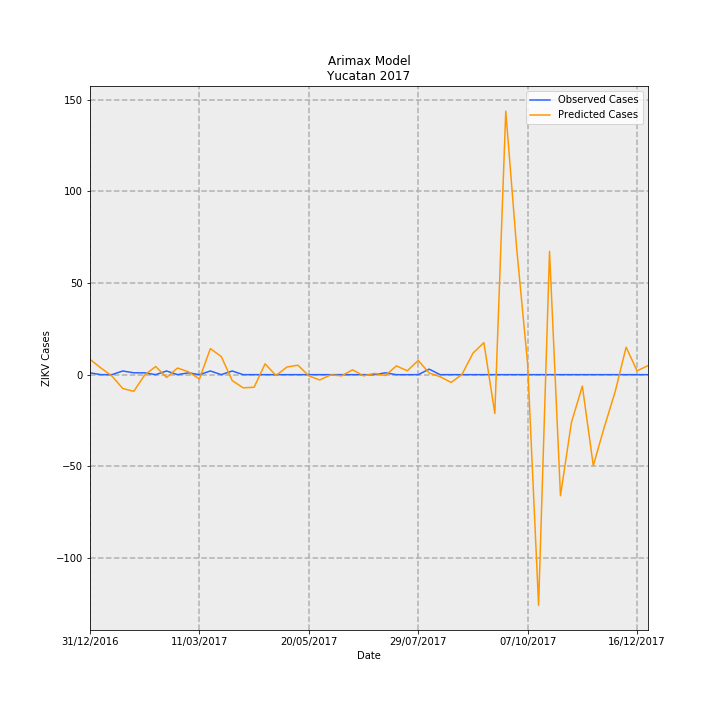 Arimax Model
Yucatan 2017
Observed Cases
Predicted Cases
150
100
50
0
−50
−100
ZIKV Cases
31/12/2016
11/03/2017
20/05/2017
29/07/2017
07/10/2017
16/12/2017
Date